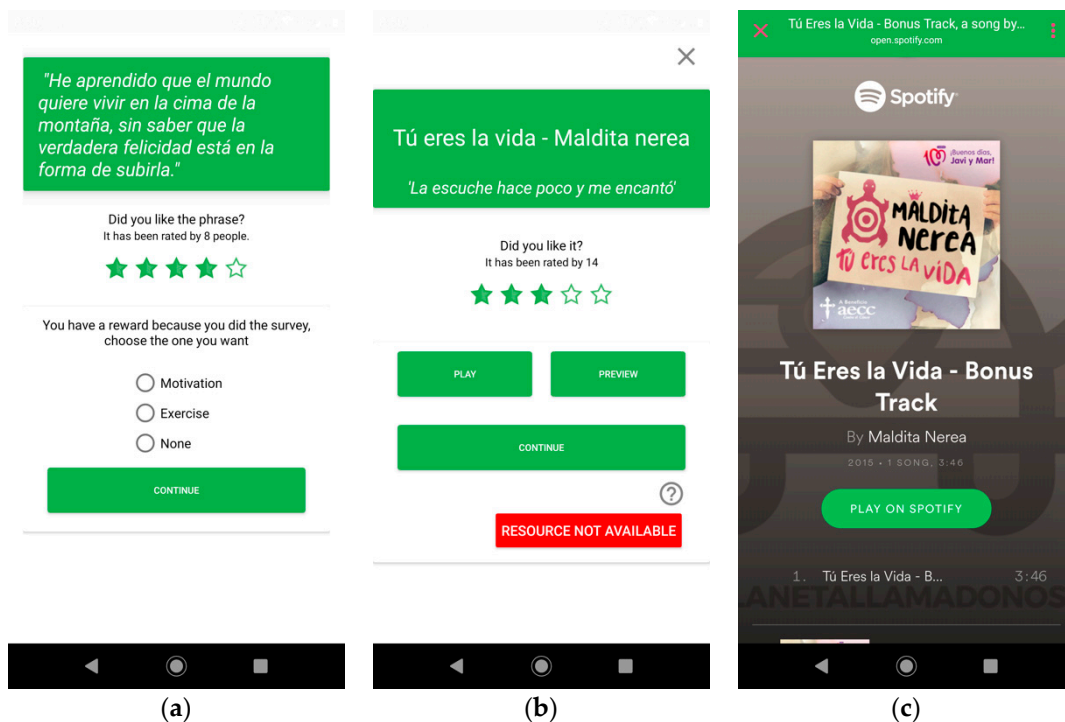 "He aprendido que el mundo
quiere vivir en la cima de la
montaña, sin saber que la
verdadera felicidad está en la
forma de subirla."
Did you like the phrase?
It has been rated by 8 people.
You have a reward because you did the survey,
choose the one you want
Motivation
Exercise
None
CONTINUE
(a)
Tú eres la vida - Maldita nerea
'La escuche hace poco y me encantó'
Did you like it?
It has been rated by 14
PLAY
PREVIEW
CONTINUE
?
RESOURCE NOT AVAILABLE
(b)
Tú Eres la Vida - Bonus Track, a song by...
open.spotify.com
Spotify
¡Buenos días,
Javi y Mar!
MALDITA
NEREA
TÚ ERES LA VIDA
A Beneficio
aecc
Tú Eres la Vida - Bonus
Track
By Maldita Nerea
2015 • 1 SONG, 3:46
PLAY ON SPOTIFY
1. Tú Eres la Vida - B... 3:46
LANETALLAMADONOS
(c)